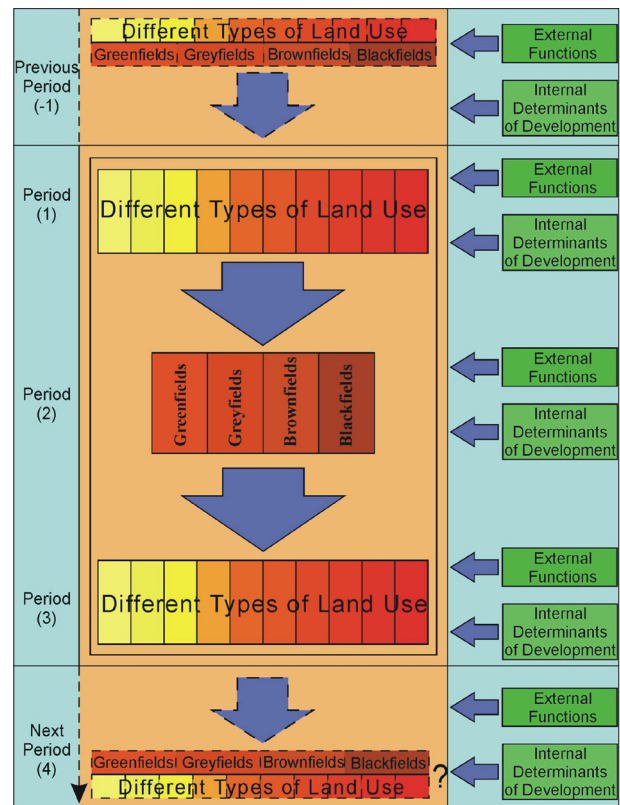 Previous
Period
(-1)
Different Types of Land Use
Greenfields Greyfields Brownfields Blackfields
External
Functions
Internal
Determinants
of Development
Period
(1)
Different Types of Land Use
External
Functions
Internal
Determinants
of Development
Period
(2)
Greenfields
Greyfields
Brownfields
Blackfields
External
Functions
Internal
Determinants
of Development
Period
(3)
Different Types of Land Use
External
Functions
Internal
Determinants
of Development
Next
Period
(4)
Greenfields Greyfields Brownfields Blackfields
Different Types of Land Use
?
External
Functions
Internal
Determinants
of Development